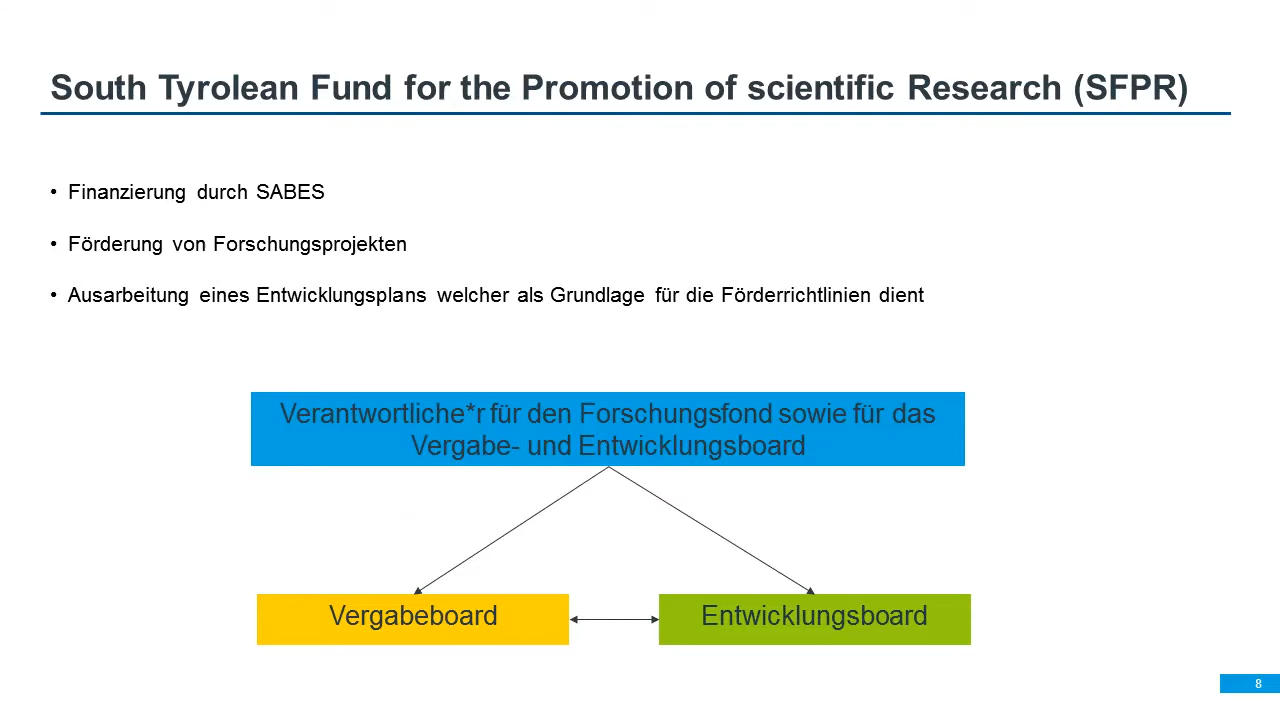 South Tyrolean Fund for the Promotion of scientific Research (SFPR)
• Finanzierung durch SABES
• Förderung von Forschungsprojekten
• Ausarbeitung eines Entwicklungsplans welcher als Grundlage für die Förderrichtlinien dient
Verantwortliche*r für den Forschungsfond sowie für das
Vergabe- und Entwicklungsboard
Vergabeboard
Entwicklungsboard
8